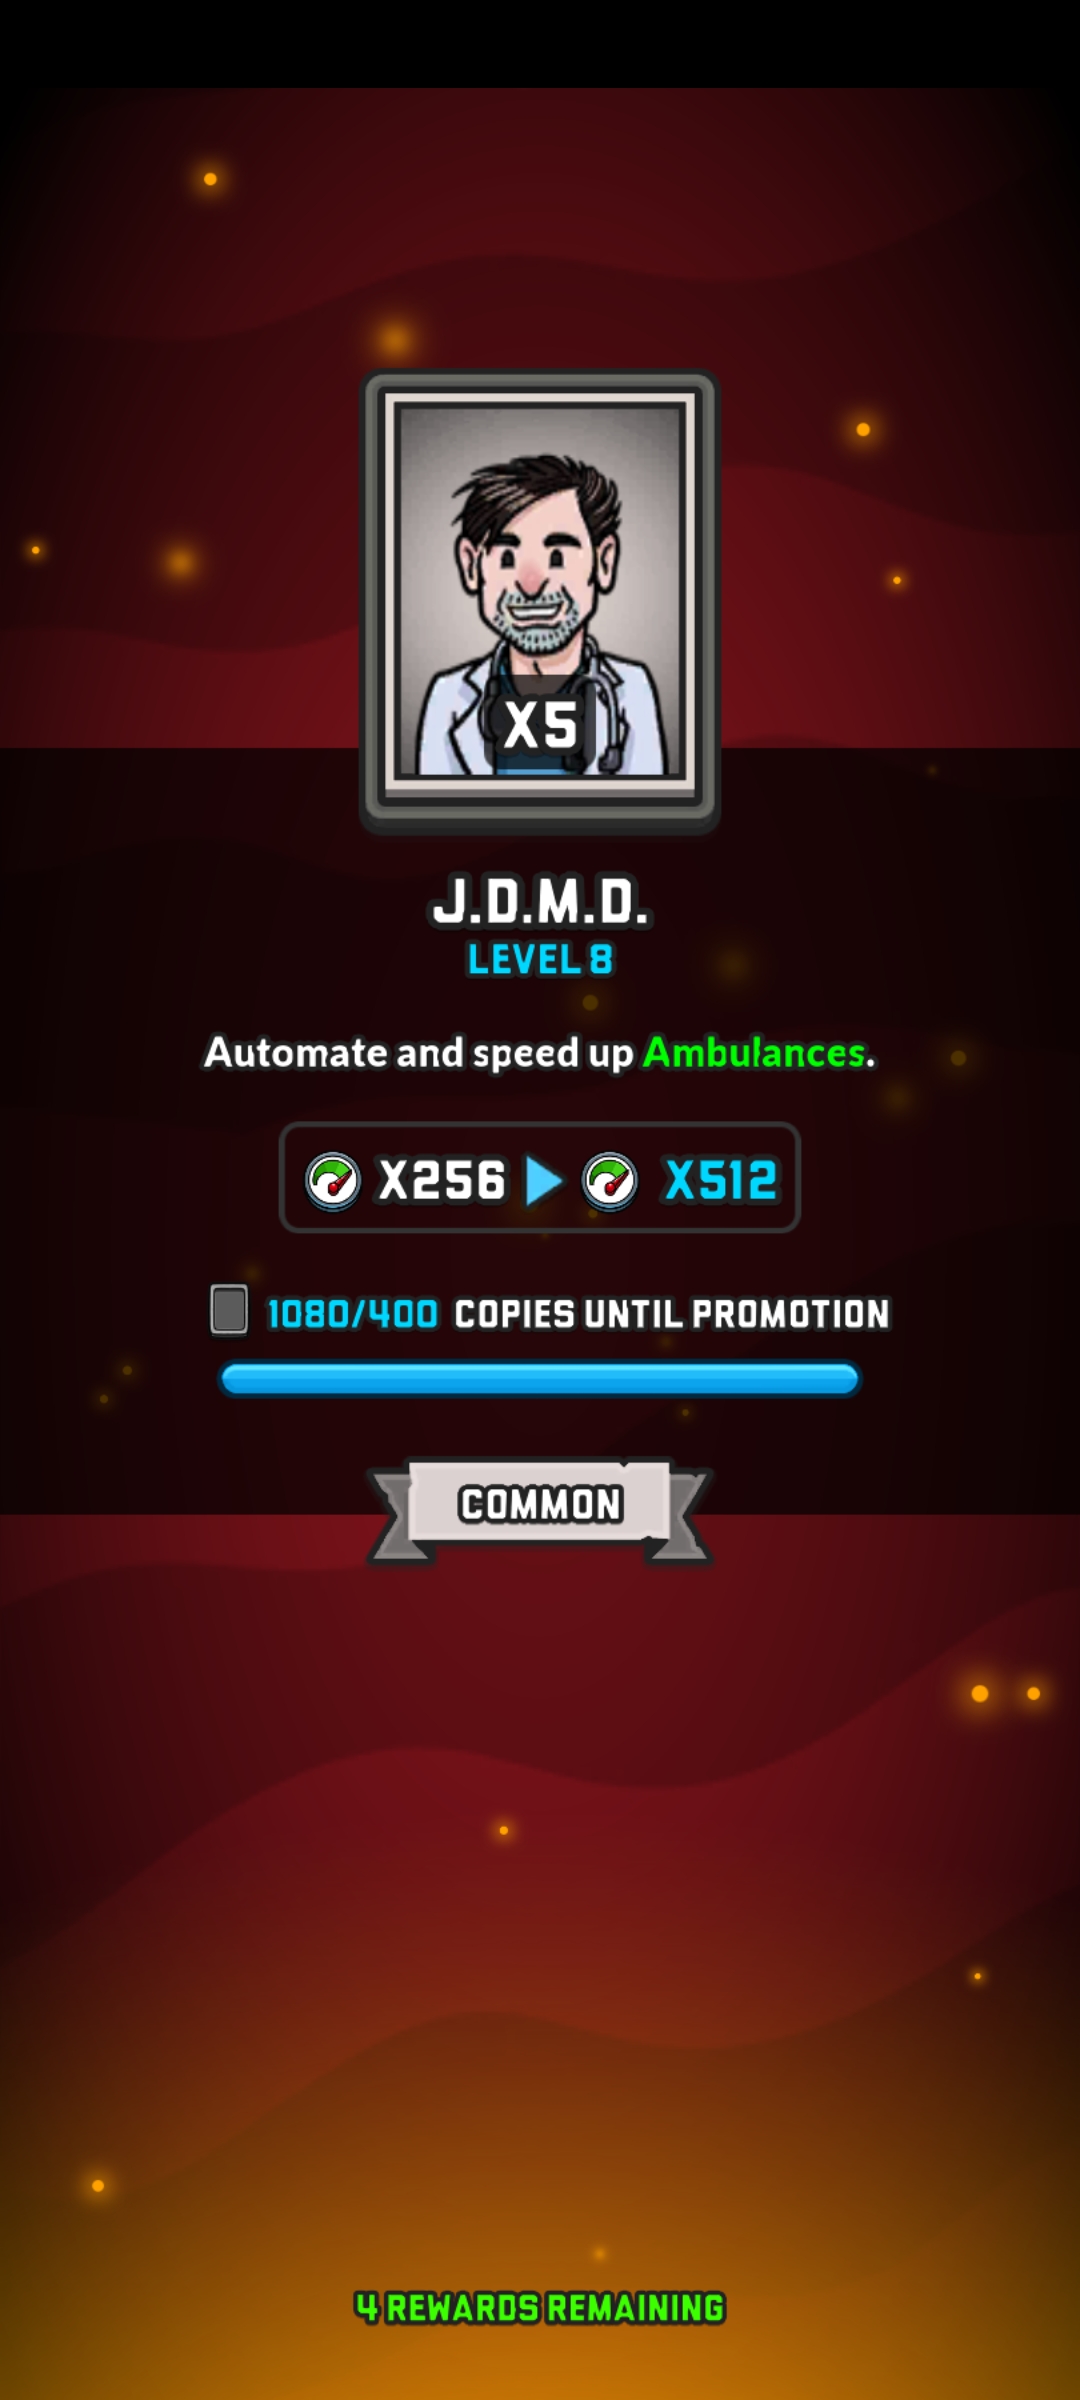 X5
J.D.M.D.
LEVEL 8
Automate and speed up Ambulances.
X256 X512
1080/400 COPIES UNTIL PROMOTION
COMMON
4 REWARDS REMAINING